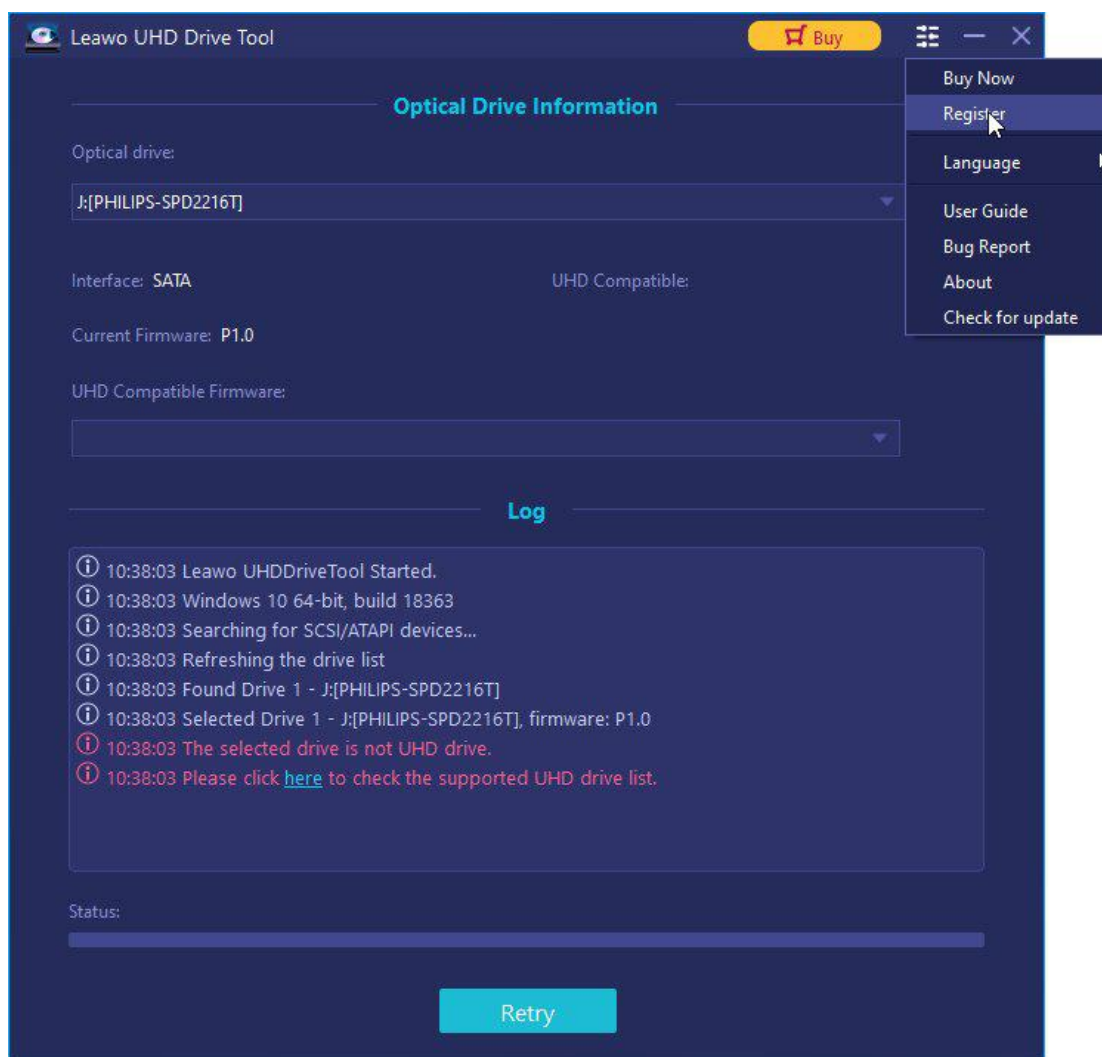 Leawo UHD Drive Tool
Buy
Buy Now
Register
Language
User Guide
Bug Report
About
Check for update
Optical Drive Information
Optical drive:
J:[PHILIPS-SPD2216T]
Interface: SATA
UHD Compatible:
Current Firmware: P1.0
UHD Compatible Firmware:
Log
10:38:03 Leawo UHDDriveTool Started.
10:38:03 Windows 10 64-bit, build 18363
10:38:03 Searching for SCSI/ATAPI devices...
10:38:03 Refreshing the drive list
10:38:03 Found Drive 1 - J:[PHILIPS-SPD2216T]
10:38:03 Selected Drive 1 - J:[PHILIPS-SPD2216T], firmware: P1.0
10:38:03 The selected drive is not UHD drive.
10:38:03 Please click here to check the supported UHD drive list.
Status:
Retry